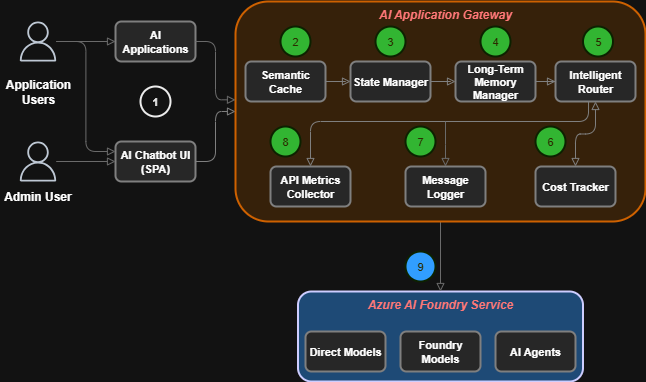 AI Application Gateway
2
3
4
5
AI
Applications
Semantic
Cache
State Manager
Long-Term
Memory
Manager
Intelligent
Router
Application
Users
1
8
7
6
AI Chatbot UI
(SPA)
Admin User
API Metrics
Collector
Message
Logger
Cost Tracker
9
Azure AI Foundry Service
Direct Models
Foundry
Models
AI Agents